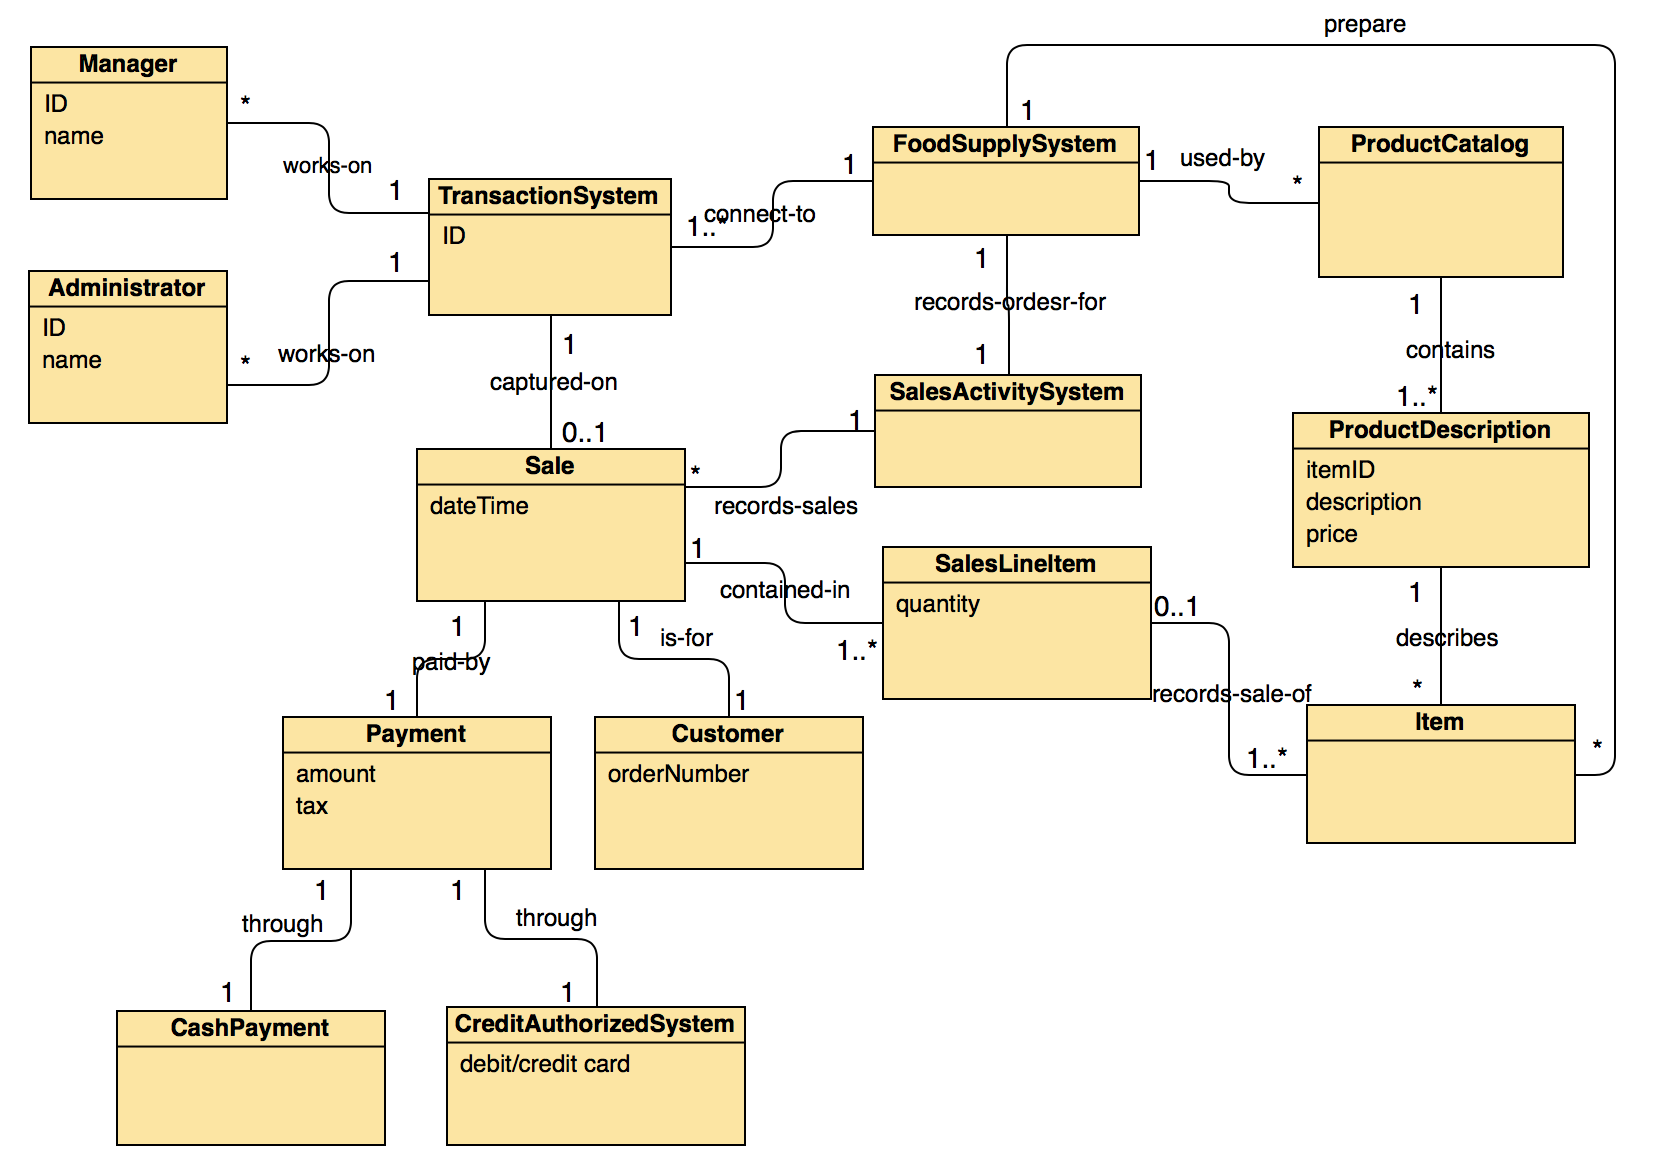 prepare
Manager
ID
name
*
works-on
1
Administrator
ID
name
*
works-on
1
TransactionSystem
ID
1..*
connect-to
1
FoodSupplySystem
1
1
used-by
*
ProductCatalog
1
records-ordesr-for
1
SalesActivitySystem
1
contains
1..*
ProductDescription
itemID
description
price
1
captured-on
0..1
Sale
dateTime
*
records-sales
1
1
contained-in
1..*
SalesLineItem
quantity
0..1
records-sale-of
1..*
1
describes
*
Item
*
1
paid-by
1
1
is-for
1
Payment
amount
tax
Customer
orderNumber
1
through
1
1
through
1
CashPayment
CreditAuthorizedSystem
debit/credit card